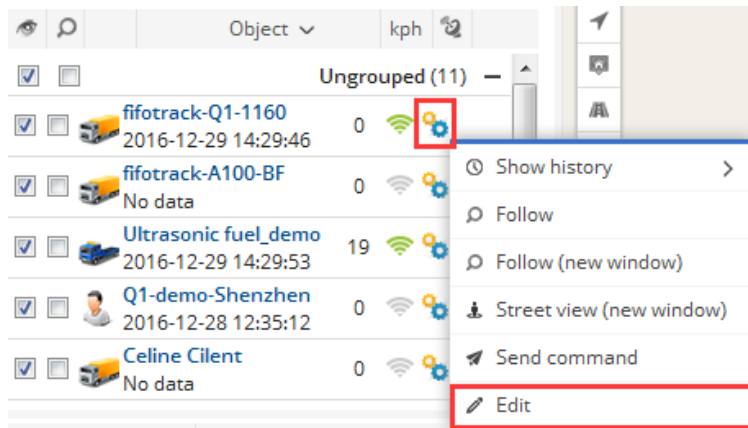 Object kph
Ungrouped (11)
fifotrack-Q1-1160
2016-12-29 14:29:46 0
fifotrack-A100-BF
No data 0
Ultrasonic fuel_demo
2016-12-29 14:29:53 19
Q1-demo-Shenzhen
2016-12-28 12:35:12 0
Celine Cilent
No data 0
Show history
Follow
Follow (new window)
Street view (new window)
Send command
Edit